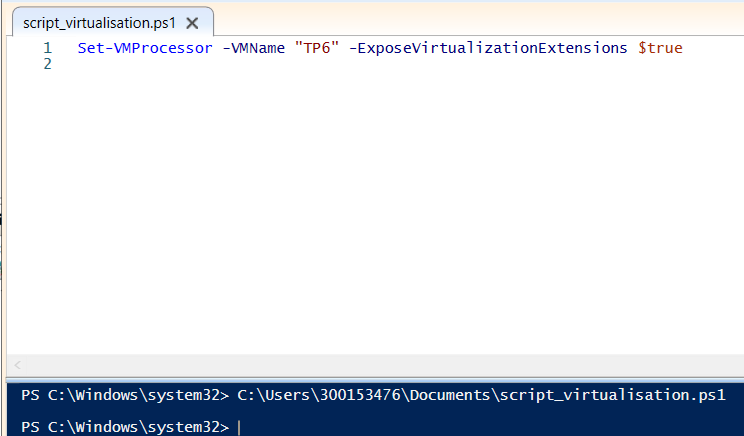 script_virtualisation.ps1
1 Set-VMProcessor -VMName "TP6" -ExposeVirtualizationExtensions $true
2
PS C:\Windows\system32> C:\Users\300153476\Documents\script_virtualisation.ps1
PS C:\Windows\system32>